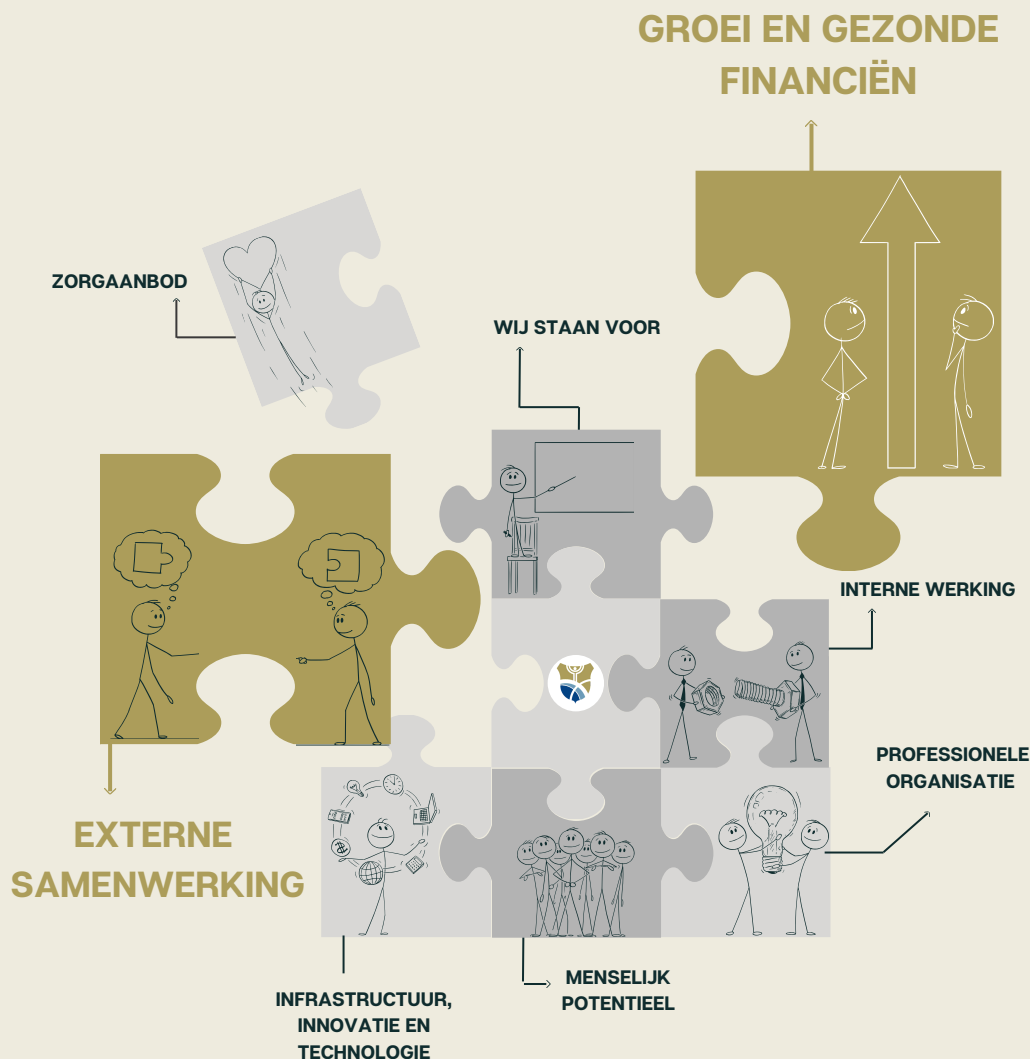 GROEI EN GEZONDE
FINANCIËN
ZORGAANBOD
WIJ STAAN VOOR
INTERNE WERKING
PROFESSIONELE
ORGANISATIE
EXTERNE
SAMENWERKING
MENSELIJK
POTENTIEEL
INFRASTRUCTUUR,
INNOVATIE EN
TECHNOLOGIE